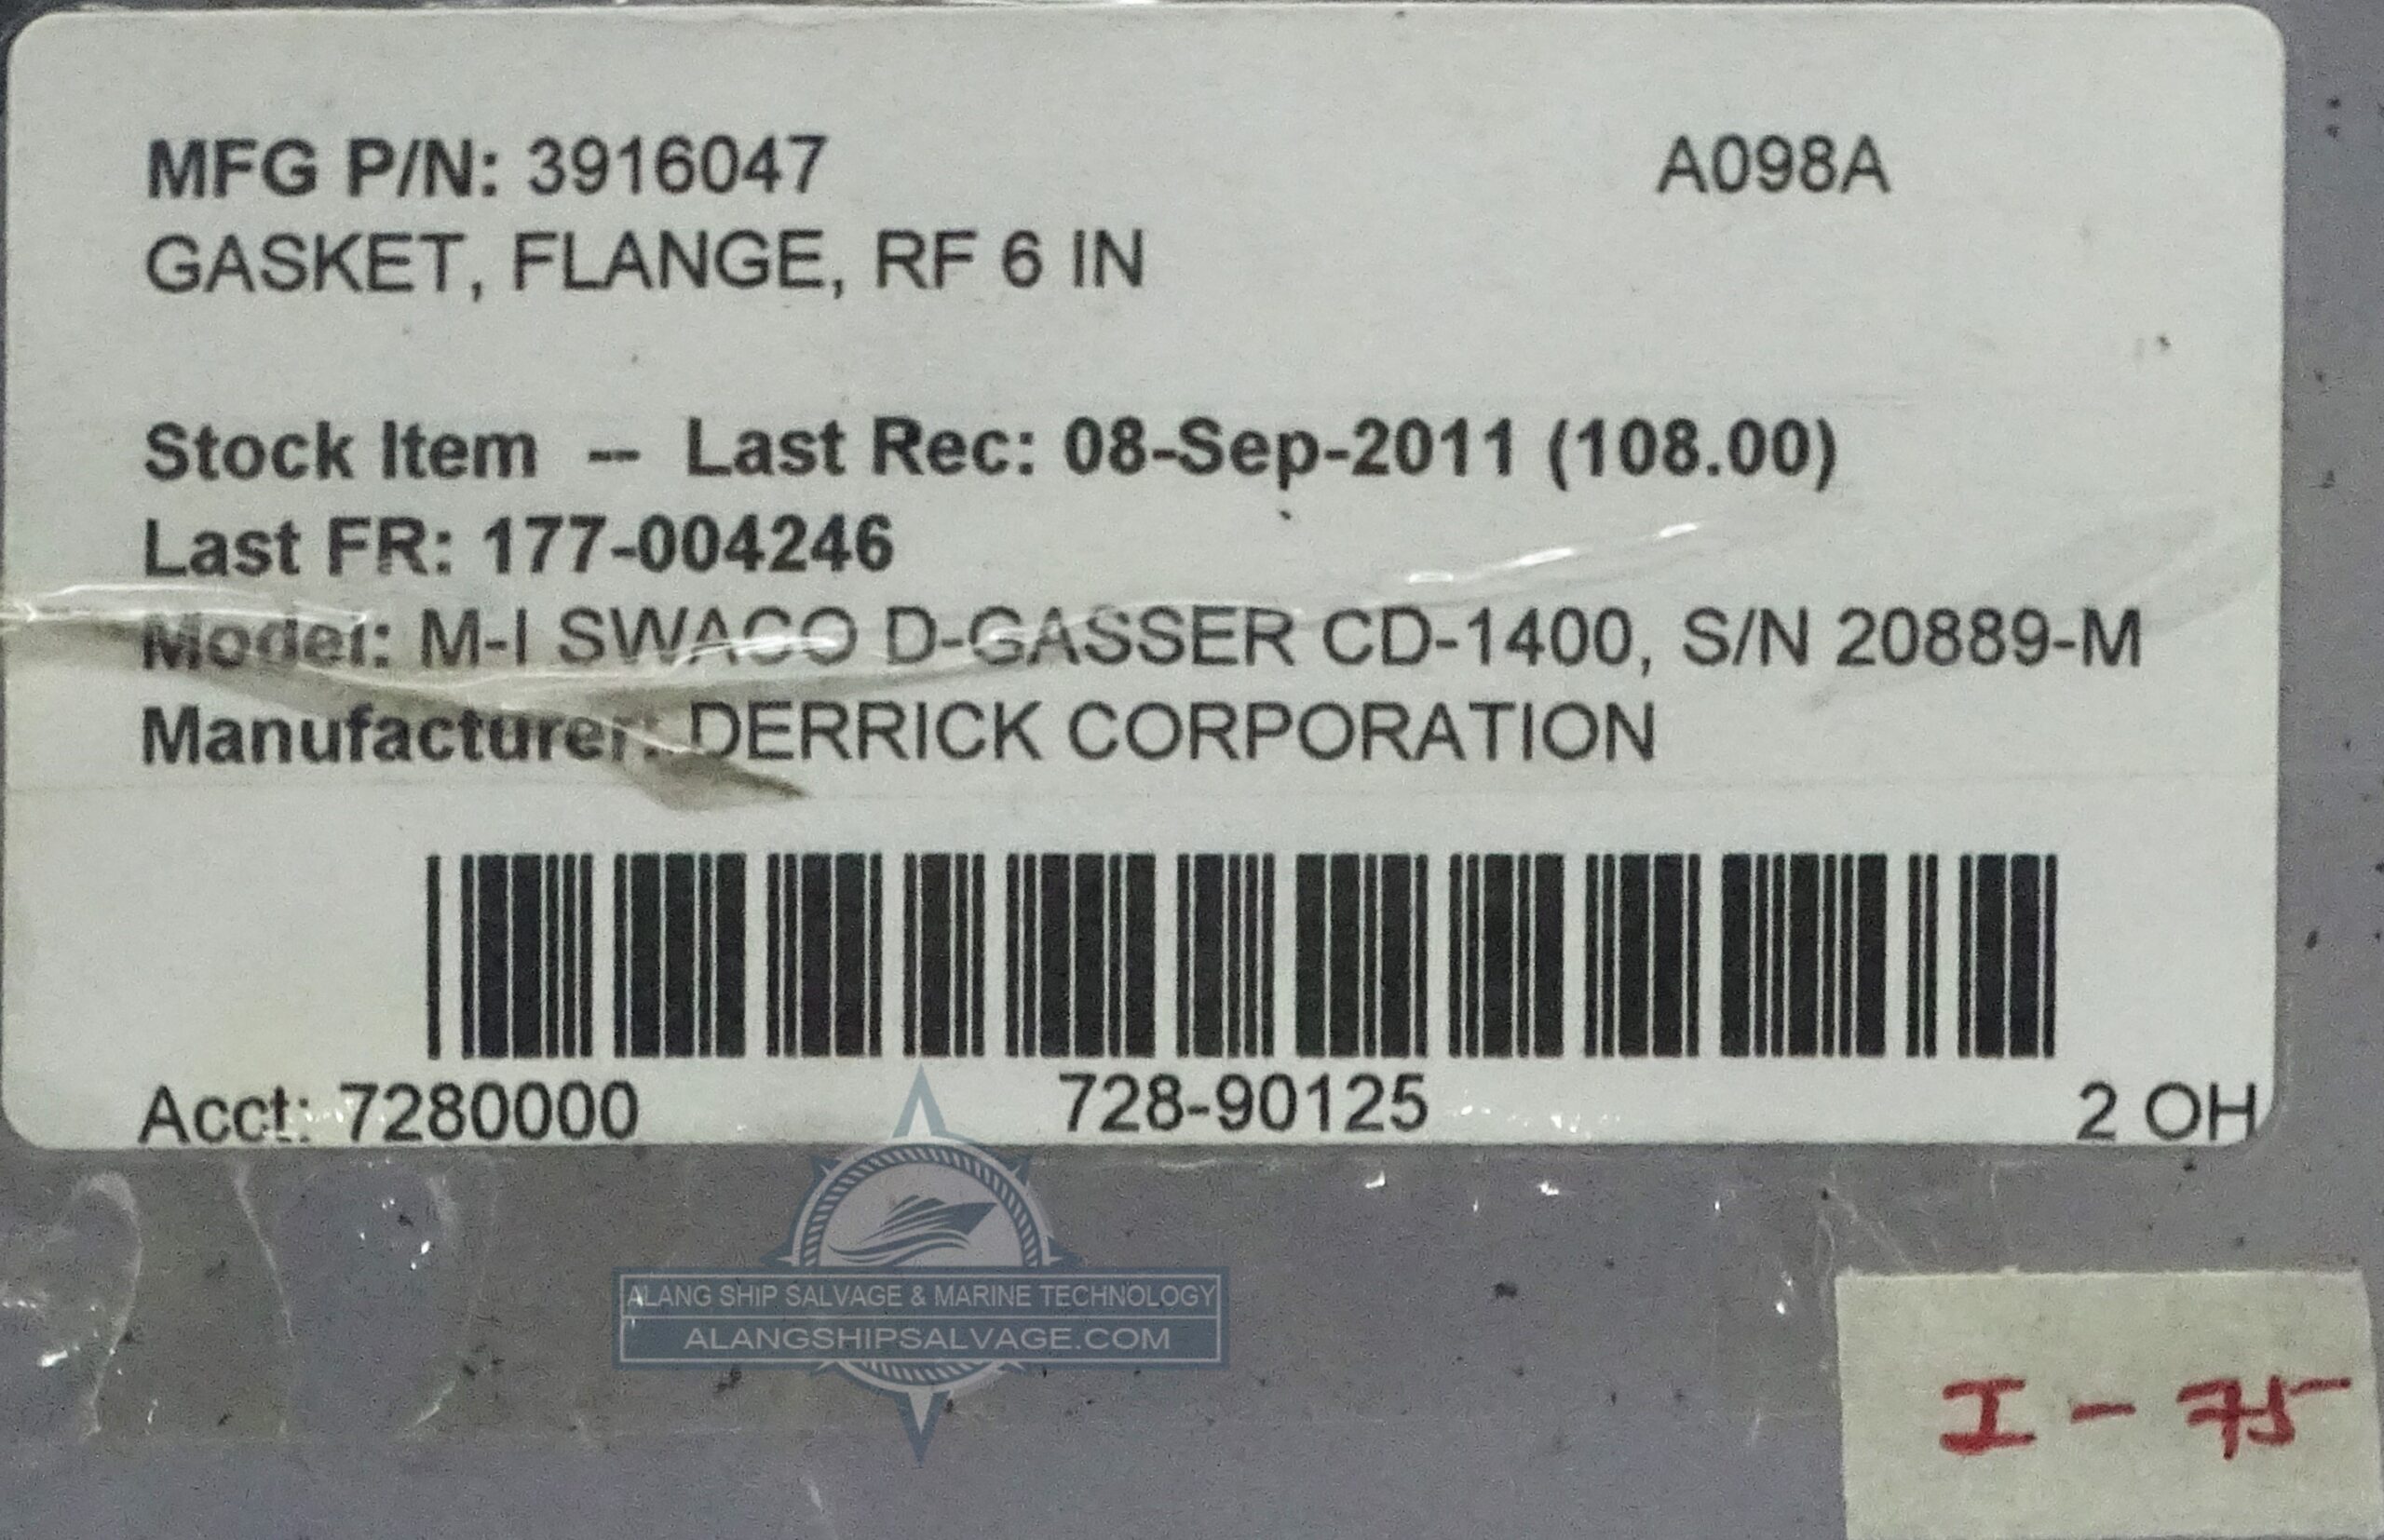 MFG P/N: 3916047 A098A
GASKET, FLANGE, RF 6 IN
Stock Item -- Last Rec: 08-Sep-2011 (108.00)
Last FR: 177-004246
Model: M-I SWACO D-GASSER CD-1400, S/N 20889-M
Manufacturer: DERRICK CORPORATION
Acct: 7280000 728-90125 2 OH
ALANG SHIP SALVAGE & MARINE TECHNOLOGY
ALANGSHIPSALVAGE.COM
I - 75